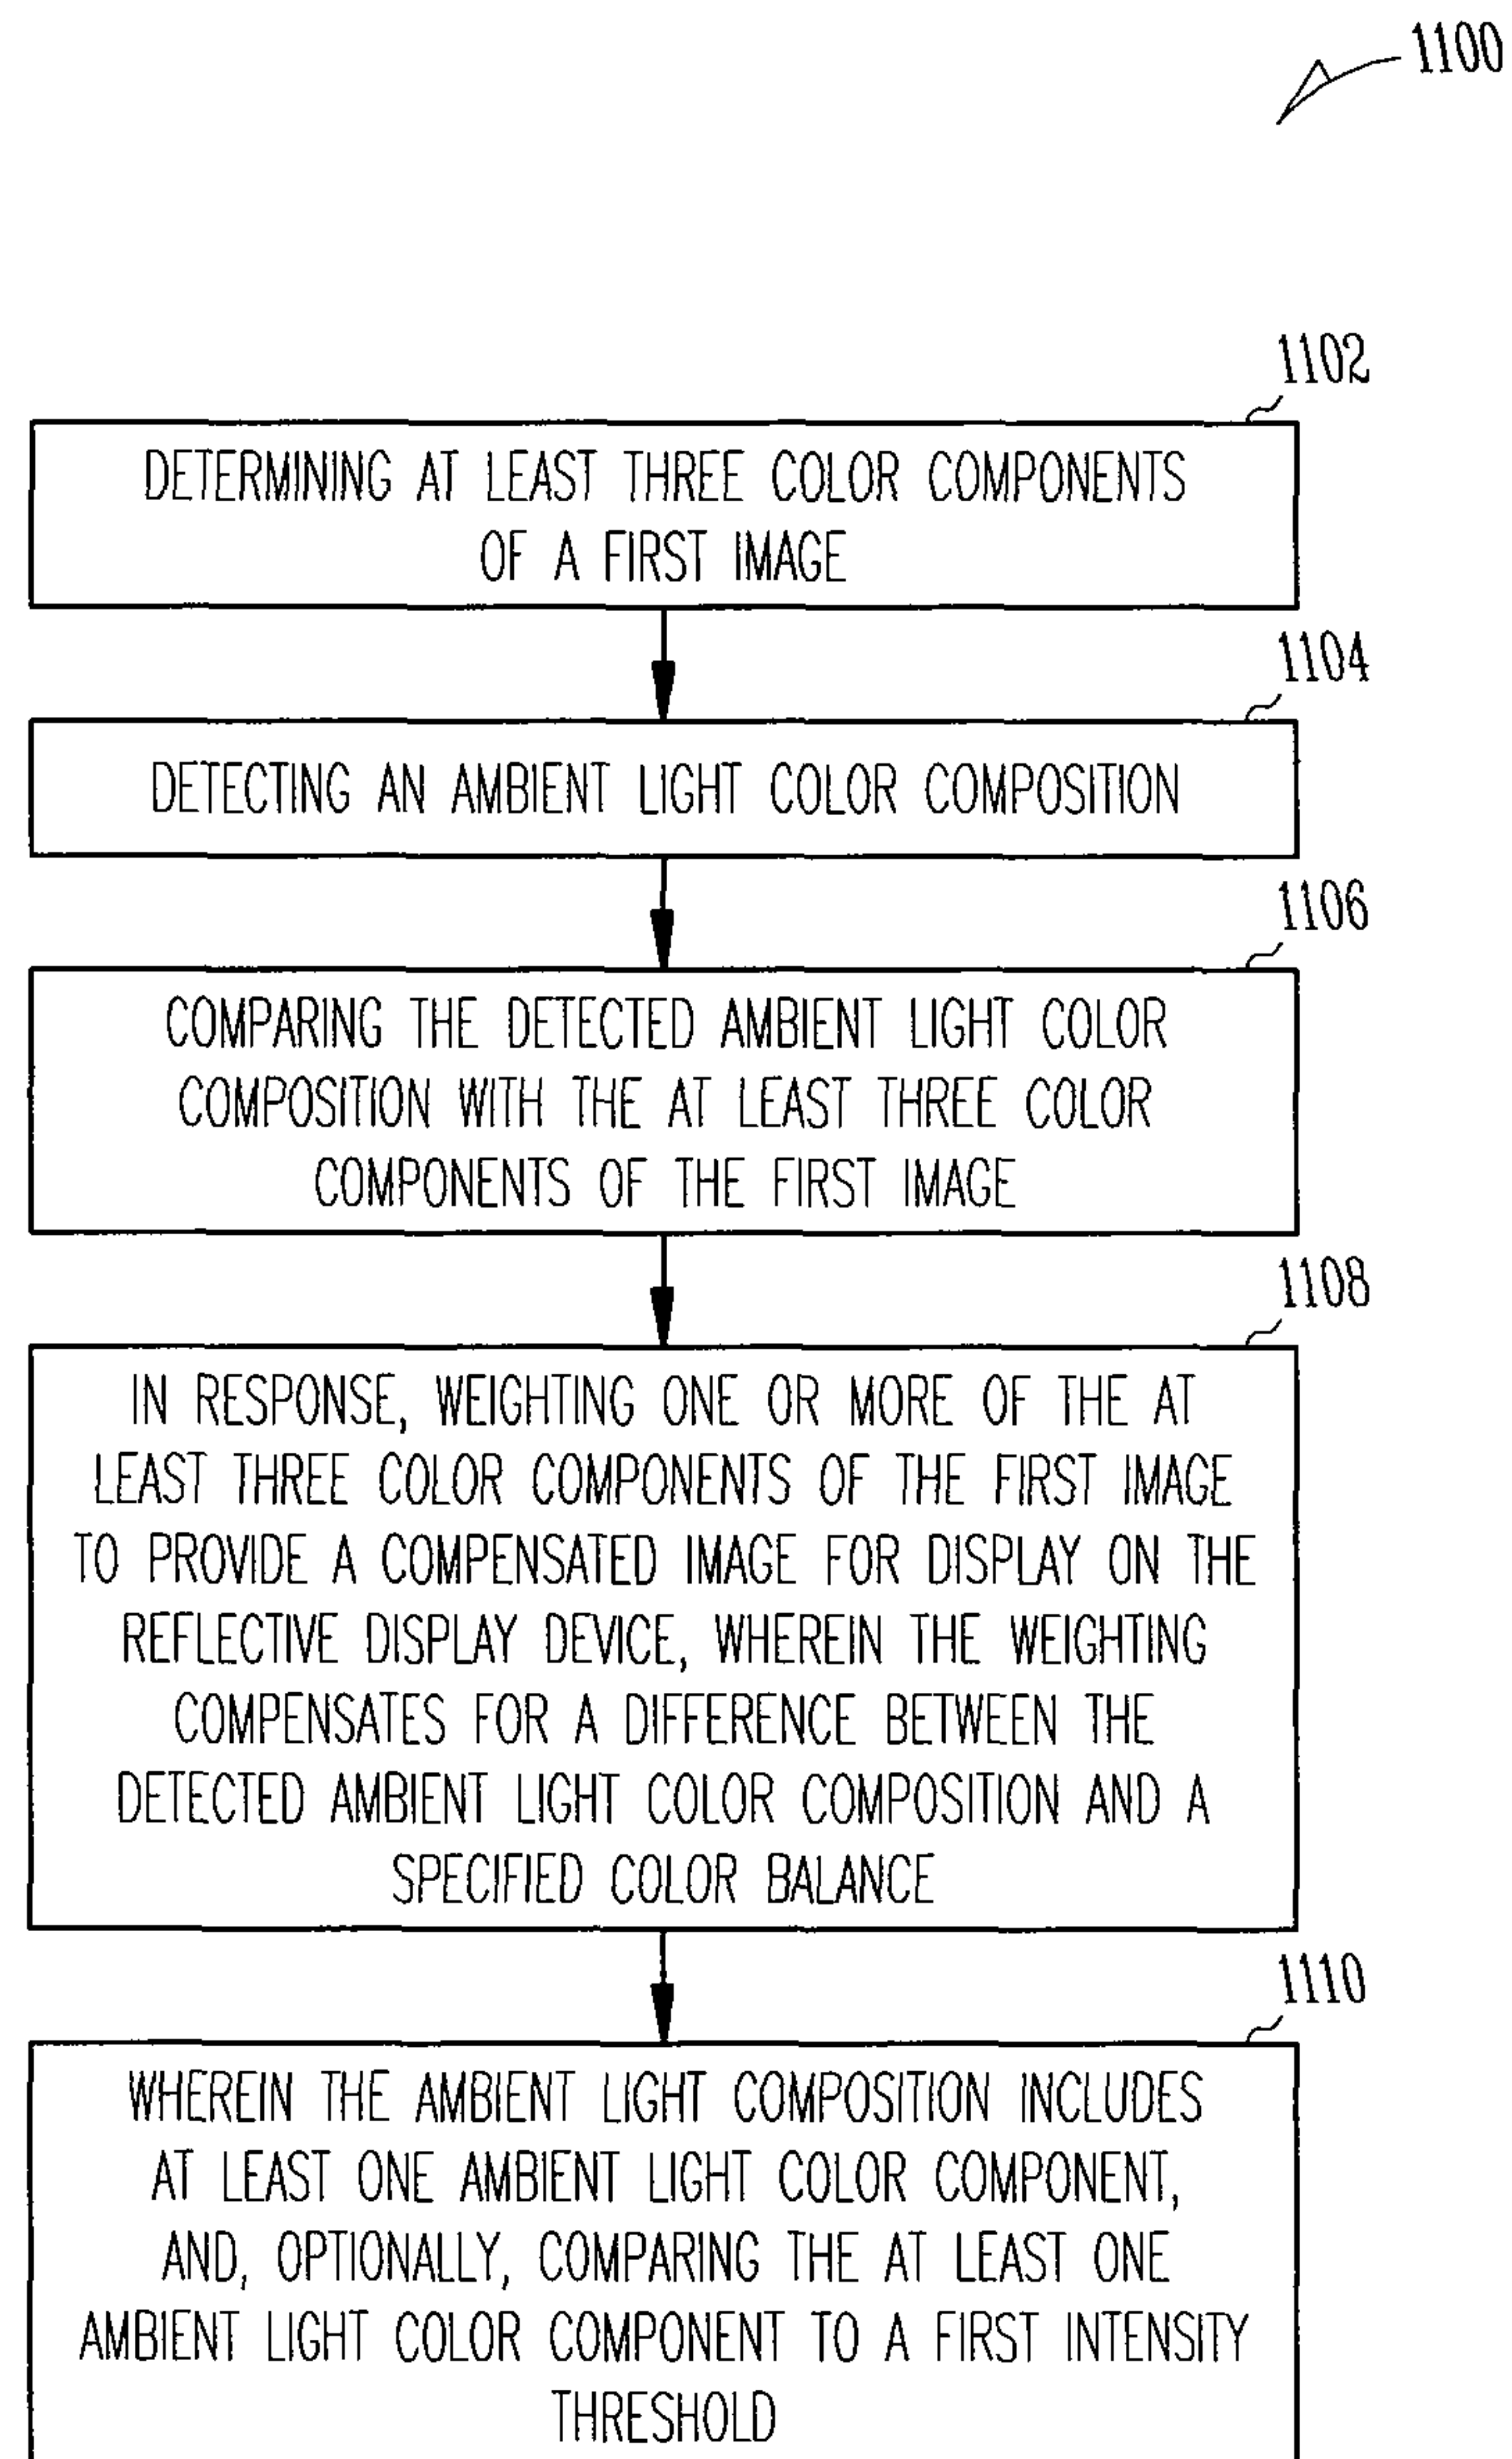 1100
1102
DETERMINING AT LEAST THREE COLOR COMPONENTS
OF A FIRST IMAGE
1104
DETECTING AN AMBIENT LIGHT COLOR COMPOSITION
1106
COMPARING THE DETECTED AMBIENT LIGHT COLOR
COMPOSITION WITH THE AT LEAST THREE COLOR
COMPONENTS OF THE FIRST IMAGE
1108
IN RESPONSE, WEIGHTING ONE OR MORE OF THE AT
LEAST THREE COLOR COMPONENTS OF THE FIRST IMAGE
TO PROVIDE A COMPENSATED IMAGE FOR DISPLAY ON THE
REFLECTIVE DISPLAY DEVICE, WHEREIN THE WEIGHTING
COMPENSATES FOR A DIFFERENCE BETWEEN THE
DETECTED AMBIENT LIGHT COLOR COMPOSITION AND A
SPECIFIED COLOR BALANCE
1110
WHEREIN THE AMBIENT LIGHT COMPOSITION INCLUDES
AT LEAST ONE AMBIENT LIGHT COLOR COMPONENT,
AND, OPTIONALLY, COMPARING THE AT LEAST ONE
AMBIENT LIGHT COLOR COMPONENT TO A FIRST INTENSITY
THRESHOLD